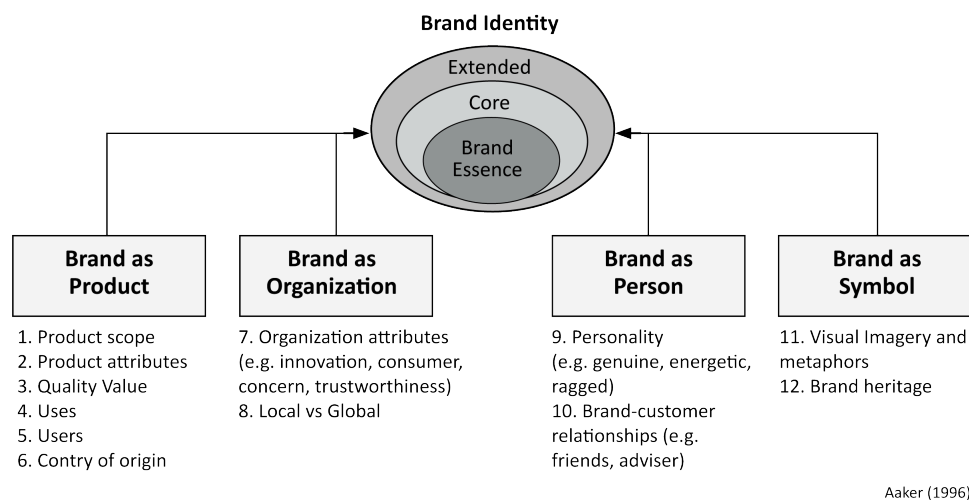 Brand Identity
Extended
Core
Brand
Essence
Brand as
Product
1. Product scope
2. Product attributes
3. Quality Value
4. Uses
5. Users
6. Contry of origin
Brand as
Organization
7. Organization attributes
(e.g. innovation, consumer,
concern, trustworthiness)
8. Local vs Global
Brand as
Person
9. Personality
(e.g. genuine, energetic,
ragged)
10. Brand-customer
relationships (e.g.
friends, adviser)
Brand as
Symbol
11. Visual Imagery and
metaphors
12. Brand heritage
Aaker (1996)